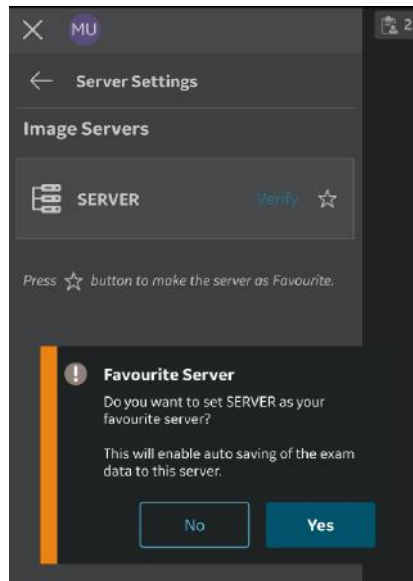 MU
2
Server Settings
Image Servers
SERVER Verify
Press ☆ button to make the server as Favourite.
Favourite Server
Do you want to set SERVER as your
favourite server?
This will enable auto saving of the exam
data to this server.
No Yes